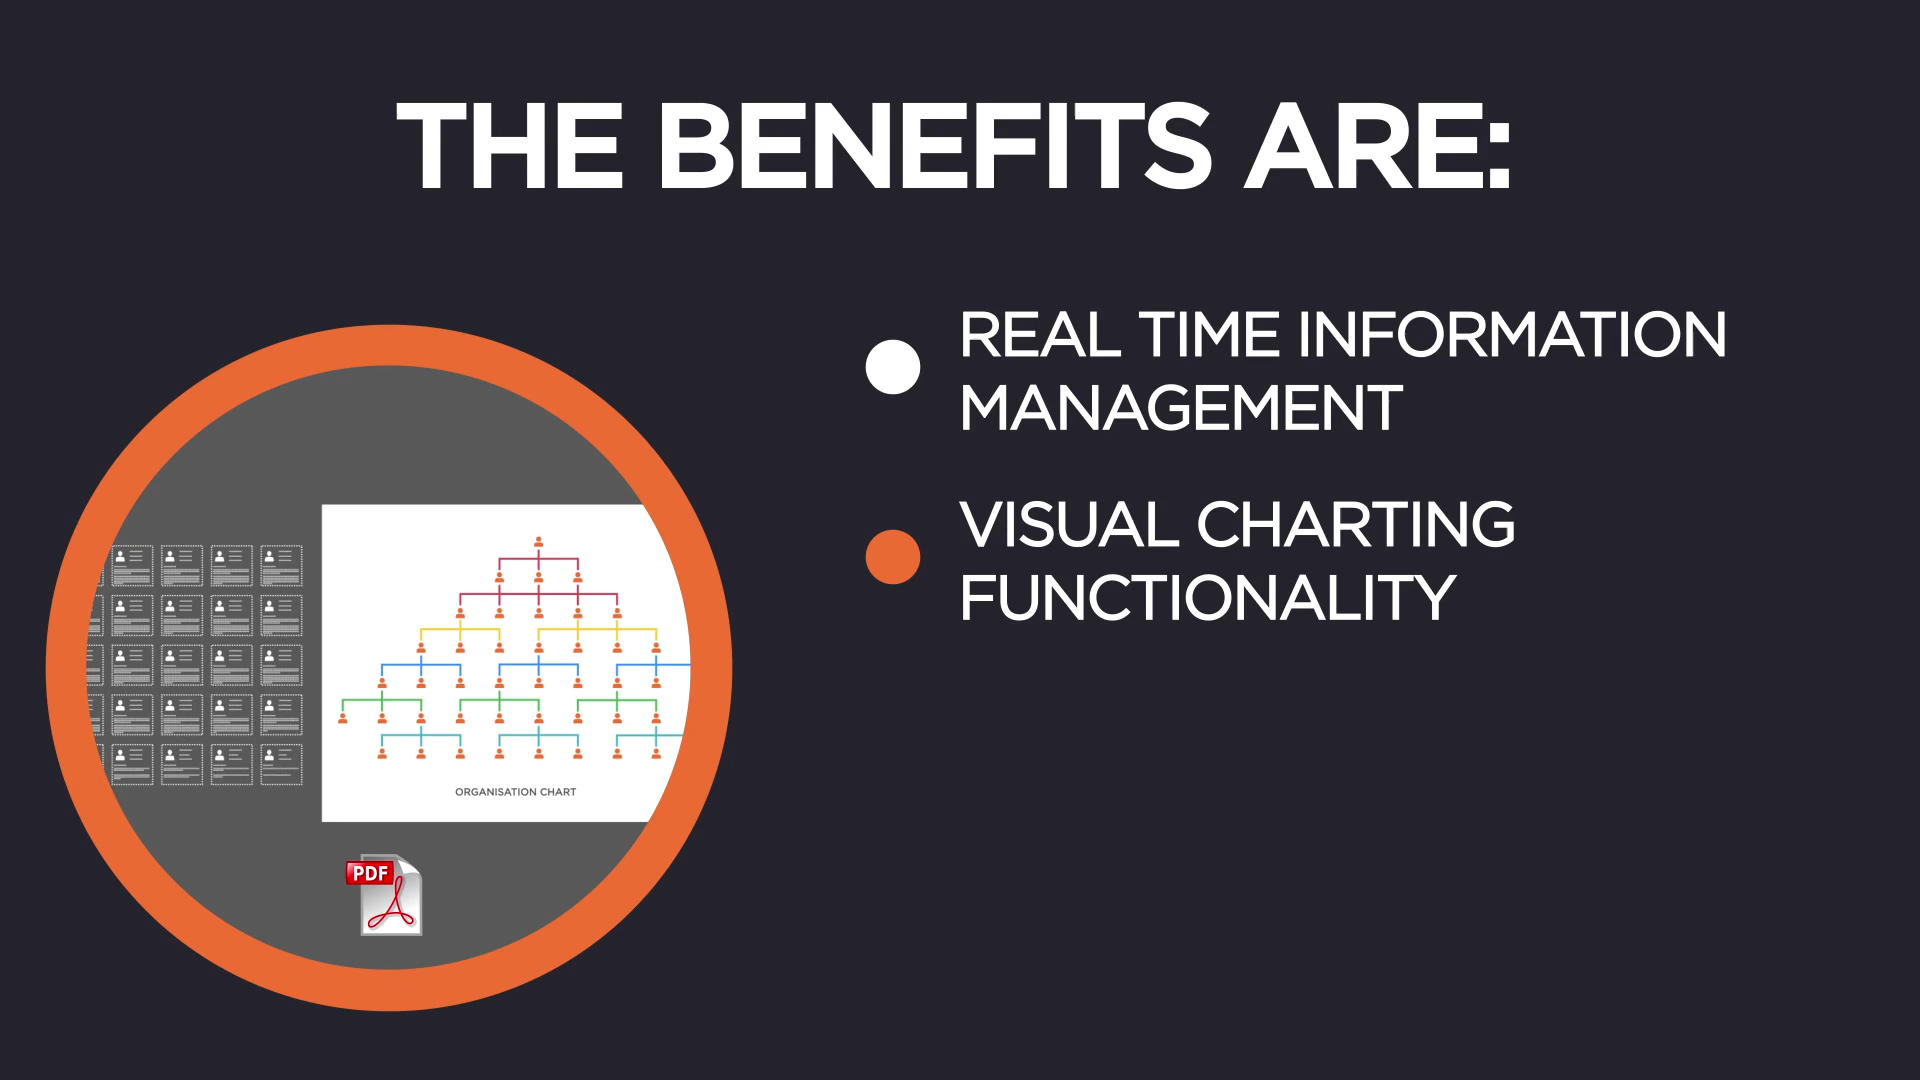 THE BENEFITS ARE:
REAL TIME INFORMATION
MANAGEMENT
VISUAL CHARTING
FUNCTIONALITY
ORGANISATION CHART
PDF